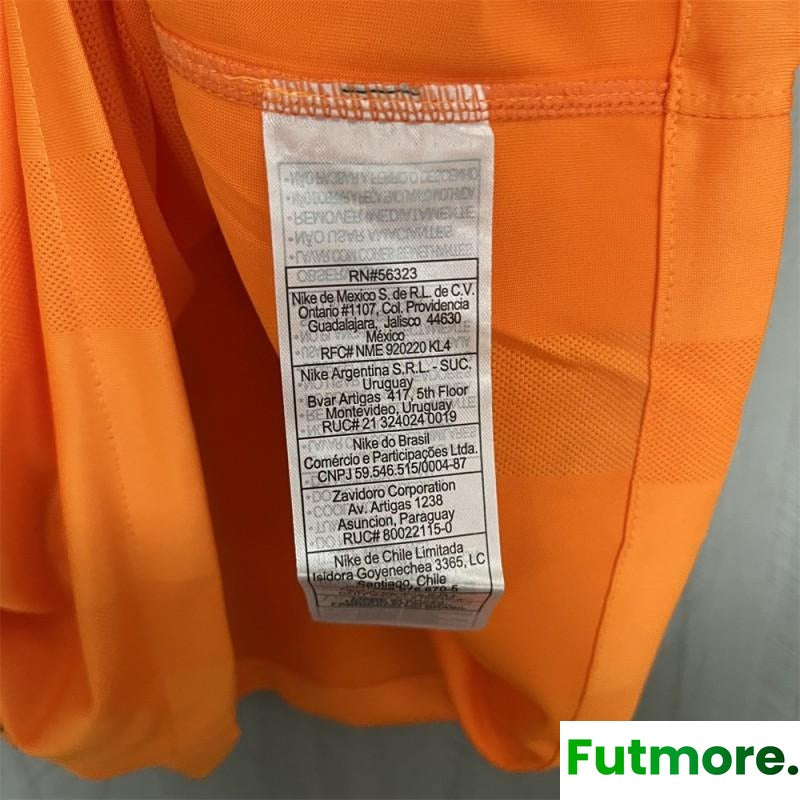 RN#56323
Nike de Mexico S. de R.L. de C.V.
Ontario #1107, Col. Providencia
Guadalajara, Jalisco 44630
México
RFC# NME 920220 KL4
Nike Argentina S.R.L. - SUC.
Uruguay
Bvar Artigas 417, 5th Floor
Montevideo, Uruguay
RUC# 21 324024 0019
Nike do Brasil
Comércio e Participações Ltda.
CNPJ 59.546.515/0004-87
Zavidoro Corporation
Av. Artigas 1238
Asuncion, Paraguay
RUC# 80022115-0
Nike de Chile Limitada
Isidora Goyenechea 3365, LC
Santiago, Chile
Futmore.